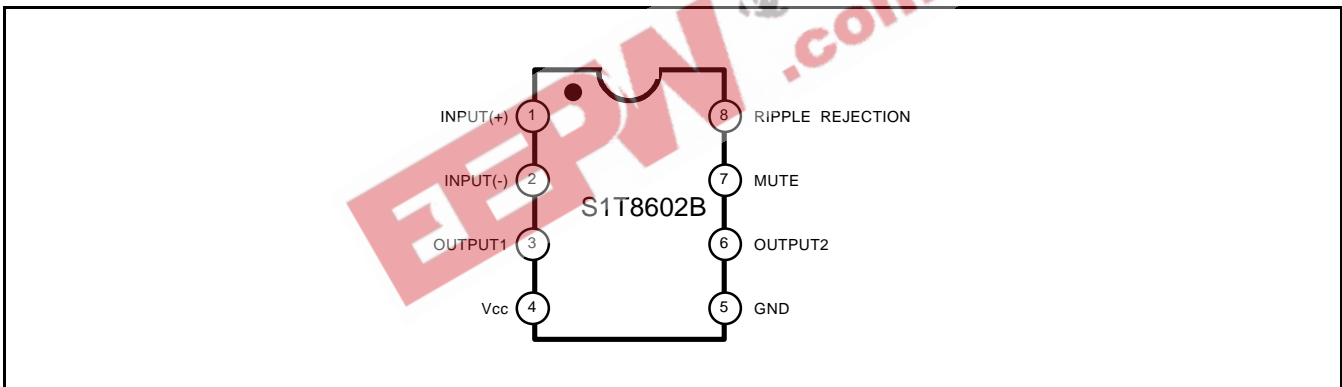 EEPW
.com
INPUT(+) 1
8 RIPPLE REJECTION
INPUT(-) 2
7 MUTE
S1T8602B
OUTPUT1 3
6 OUTPUT2
Vcc 4
5 GND